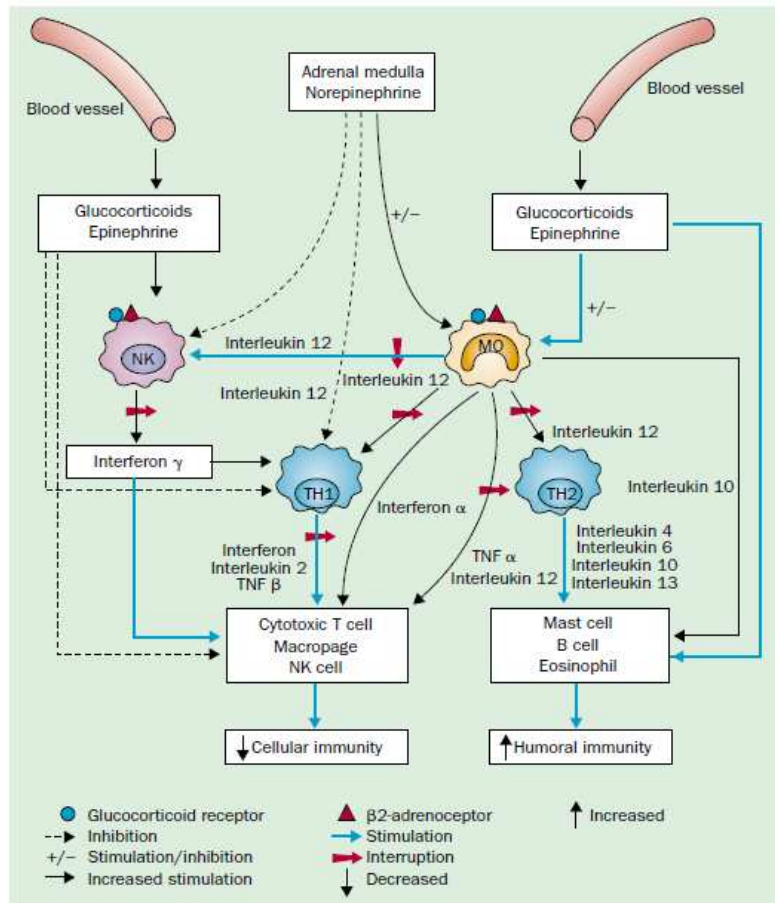 Blood vessel
Adrenal medulla
Norepinephrine
Blood vessel
Glucocorticoids
Epinephrine
+/−
Glucocorticoids
Epinephrine
+/−
NK
Interleukin 12
MO
Interleukin 12
Interleukin 12
Interleukin 12
Interferon γ
TH1
Interferon α
TH2
Interleukin 10
Interferon
Interleukin 2
TNF β
TNF α
Interleukin 12
Interleukin 4
Interleukin 6
Interleukin 10
Interleukin 13
Cytotoxic T cell
Macropage
NK cell
Mast cell
B cell
Eosinophil
Cellular immunity
Humoral immunity
Glucocorticoid receptor
β2-adrenoceptor
Increased
Inhibition
Stimulation
+/− Stimulation/inhibition
Interruption
Increased stimulation
Decreased